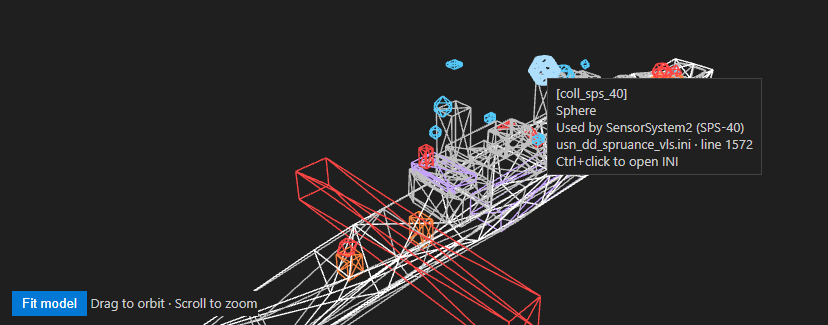 [coll_sps_40]
Sphere
Used by SensorSystem2 (SPS-40)
usn_dd_spruance_vls.ini · line 1572
Ctrl+click to open INI
Fit model Drag to orbit · Scroll to zoom